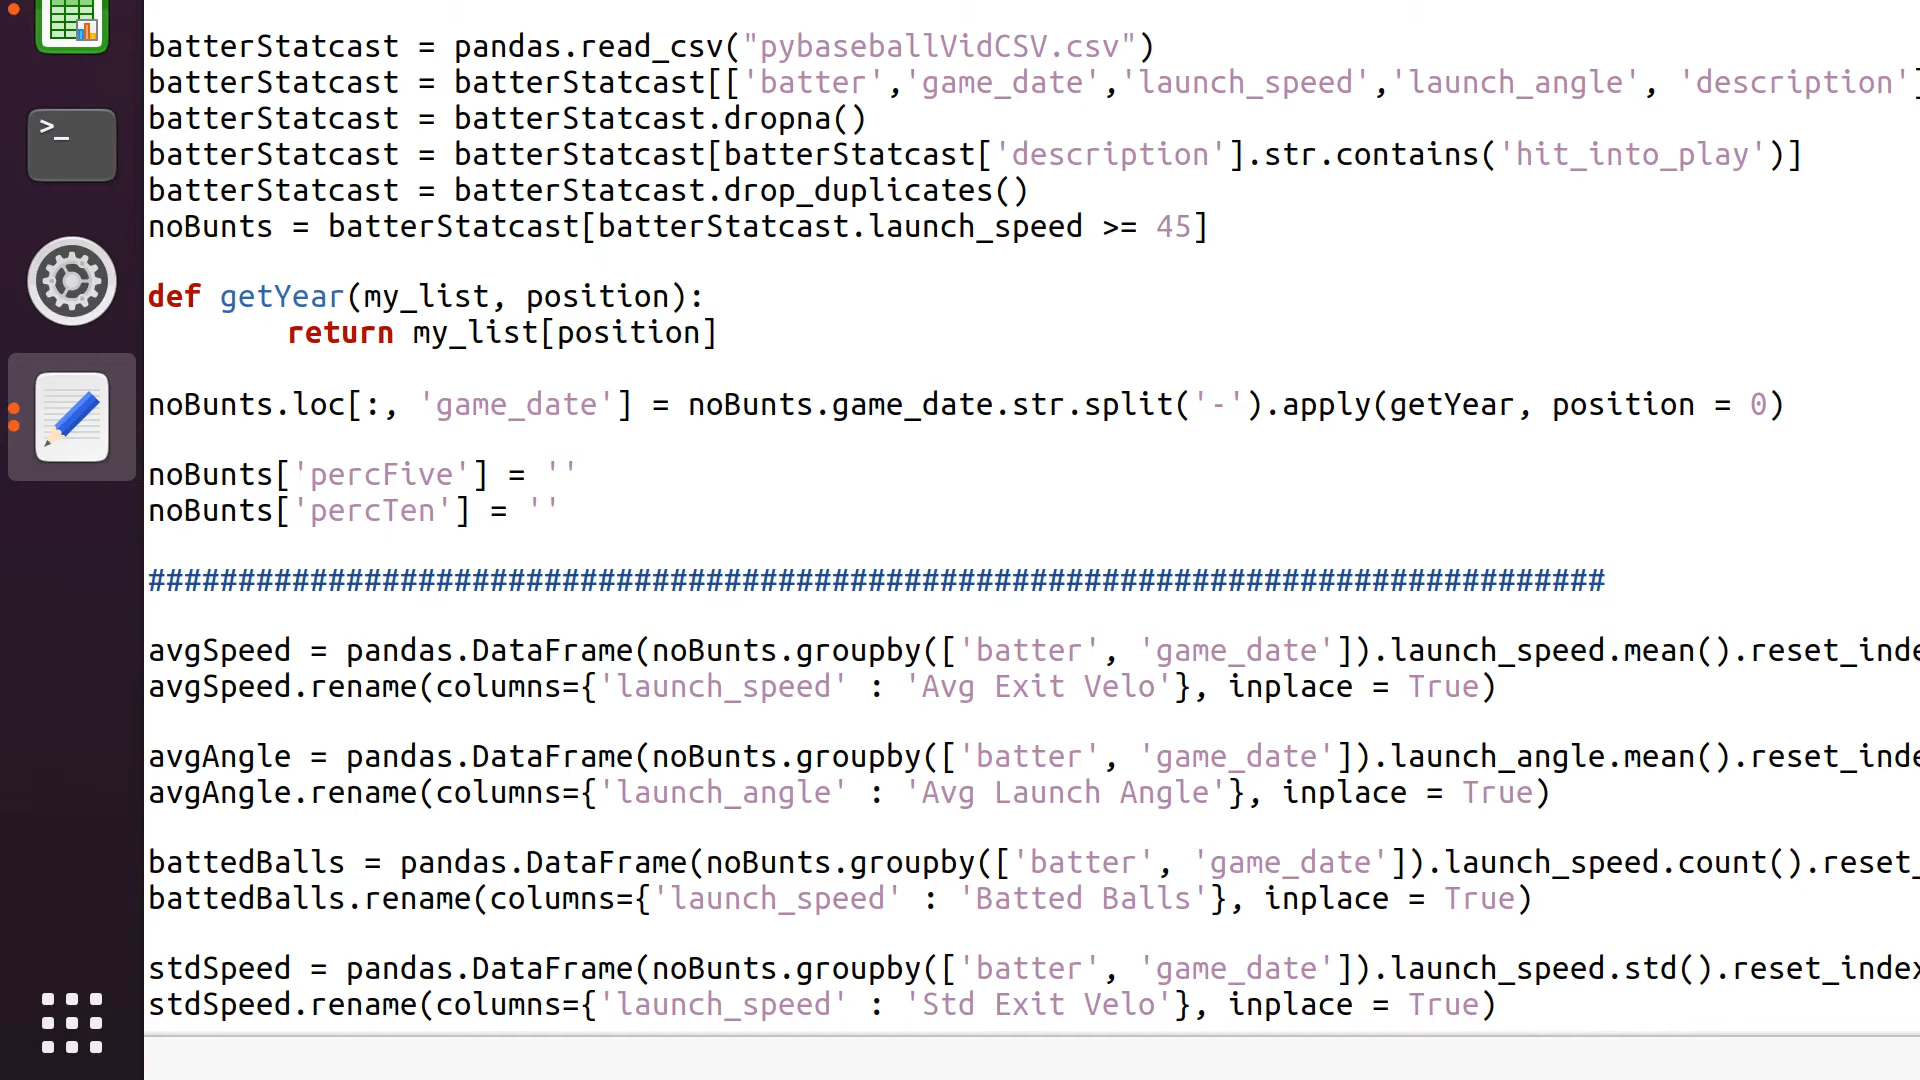 batterStatcast = pandas.read_csv("pybaseballVidCSV.csv")
batterStatcast = batterStatcast[['batter','game_date','launch_speed','launch_angle', 'description']
batterStatcast = batterStatcast.dropna()
batterStatcast = batterStatcast[batterStatcast['description'].str.contains('hit_into_play')]
batterStatcast = batterStatcast.drop_duplicates()
noBunts = batterStatcast[batterStatcast.launch_speed >= 45]
def getYear(my_list, position):
return my_list[position]
noBunts.loc[:, 'game_date'] = noBunts.game_date.str.split('-').apply(getYear, position = 0)
noBunts['percFive'] = ''
noBunts['percTen'] = ''
#################################################################################
avgSpeed = pandas.DataFrame(noBunts.groupby(['batter', 'game_date']).launch_speed.mean().reset_inde
avgSpeed.rename(columns={'launch_speed' : 'Avg Exit Velo'}, inplace = True)
avgAngle = pandas.DataFrame(noBunts.groupby(['batter', 'game_date']).launch_angle.mean().reset_inde
avgAngle.rename(columns={'launch_angle' : 'Avg Launch Angle'}, inplace = True)
battedBalls = pandas.DataFrame(noBunts.groupby(['batter', 'game_date']).launch_speed.count().reset_
battedBalls.rename(columns={'launch_speed' : 'Batted Balls'}, inplace = True)
stdSpeed = pandas.DataFrame(noBunts.groupby(['batter', 'game_date']).launch_speed.std().reset_index
stdSpeed.rename(columns={'launch_speed' : 'Std Exit Velo'}, inplace = True)